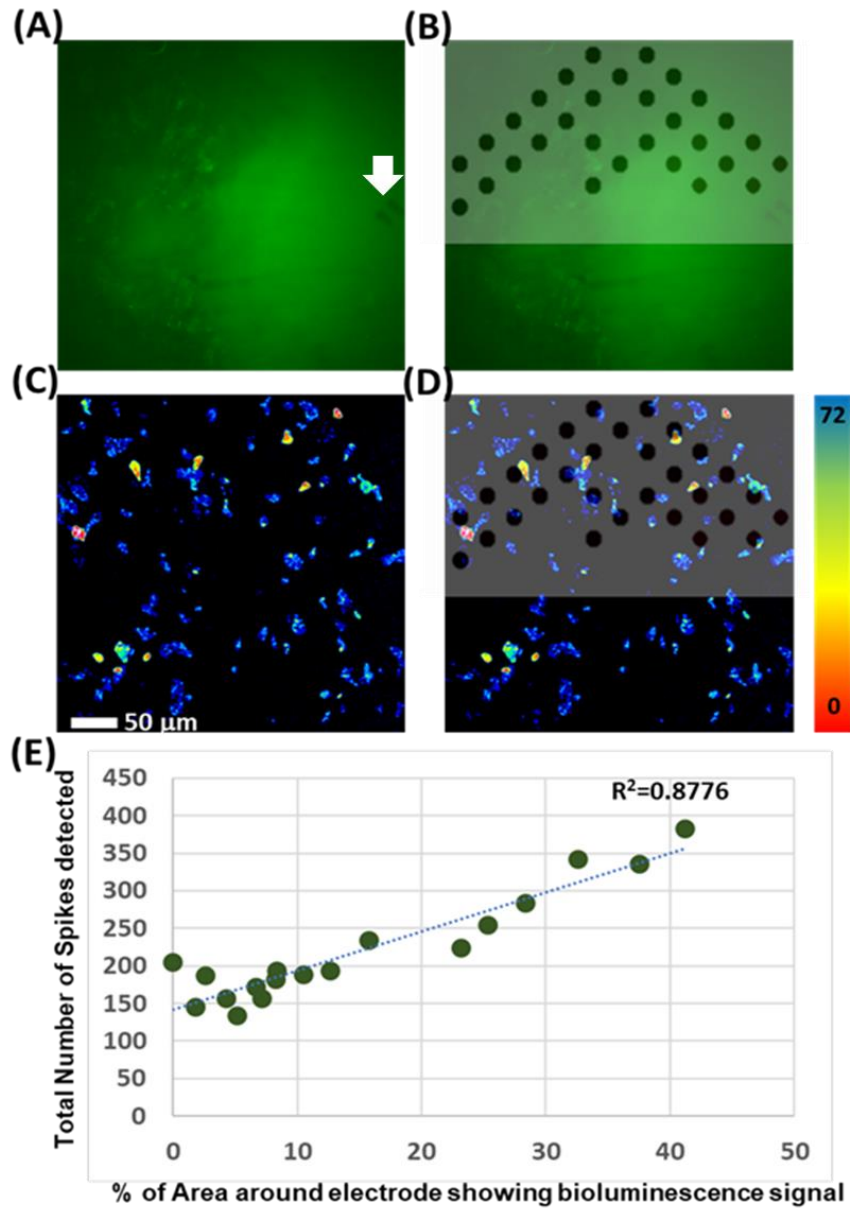 (A)
(B)
(C)
(D)
72
0
50 µm
(E)
R²=0.8776
Total Number of Spikes detected
450
400
350
300
250
200
150
100
50
0
0 10 20 30 40 50
% of Area around electrode showing bioluminescence signal